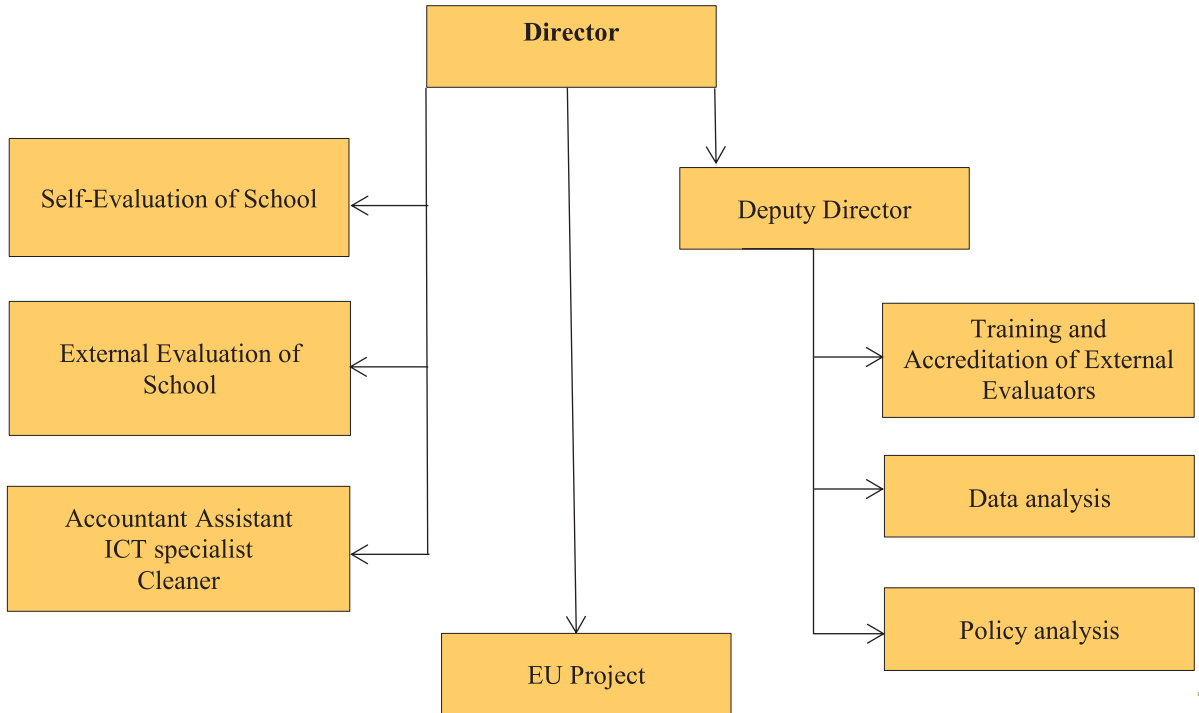 Director
Self-Evaluation of School
Deputy Director
External Evaluation of
School
Training and
Accreditation of External
Evaluators
Accountant Assistant
ICT specialist
Cleaner
Data analysis
Policy analysis
EU Project